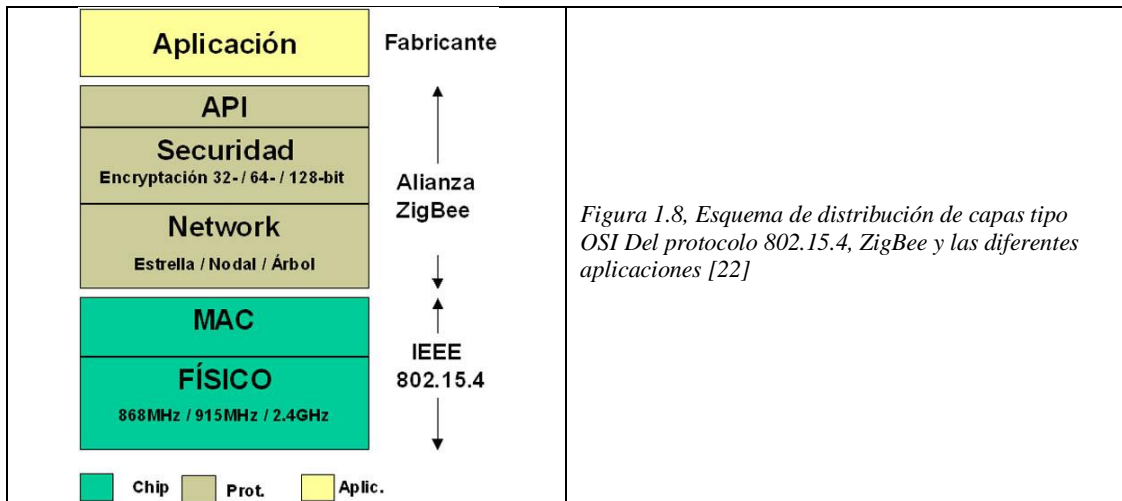 Aplicación
Fabricante
API
Securidad
Encryptación 32- / 64- / 128-bit
Alianza
ZigBee
Network
Estrella / Nodal / Árbol
MAC
IEEE
802.15.4
FÍSICO
868MHz / 915MHz / 2.4GHz
Chip
Prot.
Aplic.
Figura 1.8, Esquema de distribución de capas tipo
OSI Del protocolo 802.15.4, ZigBee y las diferentes
aplicaciones [22]